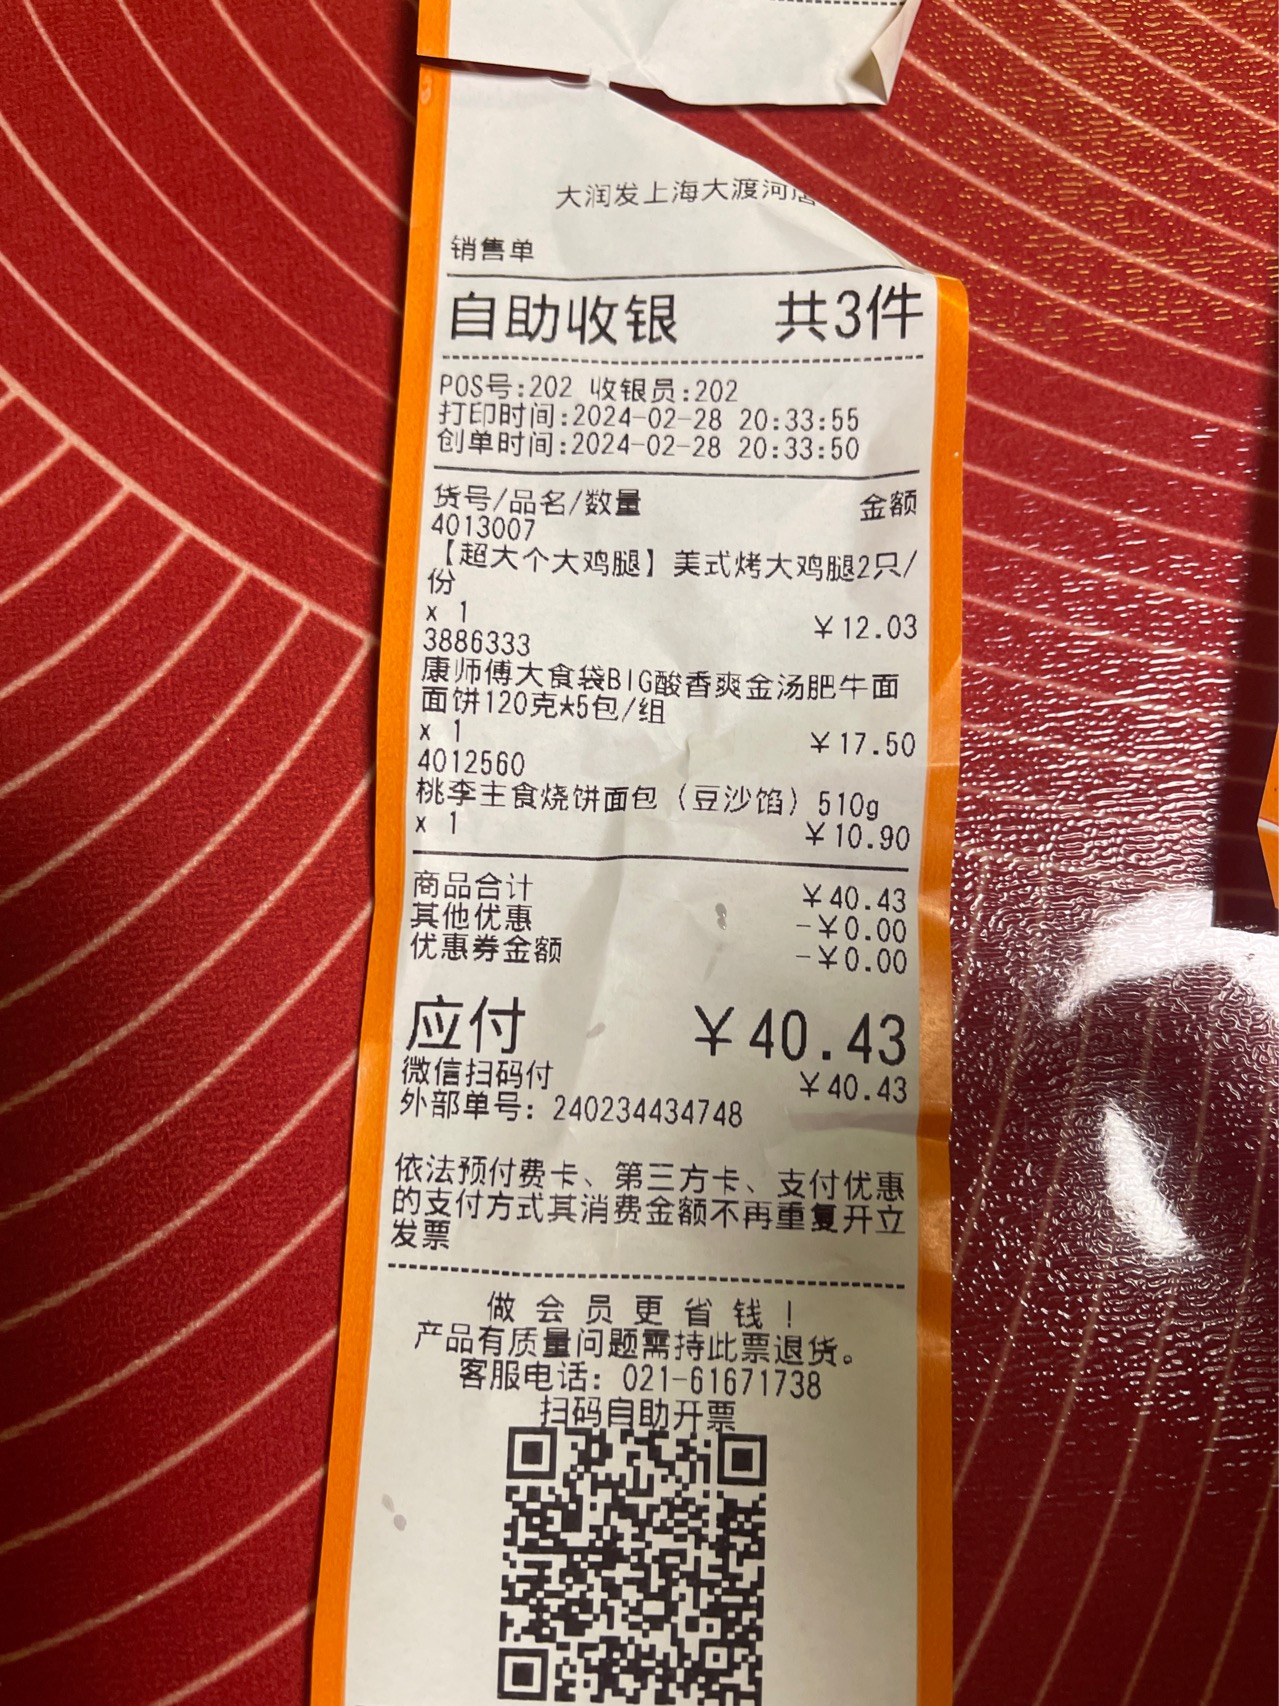 大润发上海大渡河店
销售单
自助收银 共3件
POS号:202 收银员:202
打印时间:2024-02-28 20:33:55
创单时间:2024-02-28 20:33:50
货号/品名/数量 金额
4013007
【超大个大鸡腿】美式烤大鸡腿2只/
份
x 1 ￥12.03
3886333
康师傅大食袋BIG酸香爽金汤肥牛面
面饼120克*5包/组
x 1 ￥17.50
4012560
桃李主食烧饼面包（豆沙馅）510g
x 1 ￥10.90
商品合计 ￥40.43
其他优惠 -￥0.00
优惠券金额 -￥0.00
应付 ￥40.43
微信扫码付 ￥40.43
外部单号: 240234434748
依法预付费卡、第三方卡、支付优惠
的支付方式其消费金额不再重复开立
发票
做会员更省钱!
产品有质量问题需持此票退货。
客服电话: 021-61671738
扫码自助开票